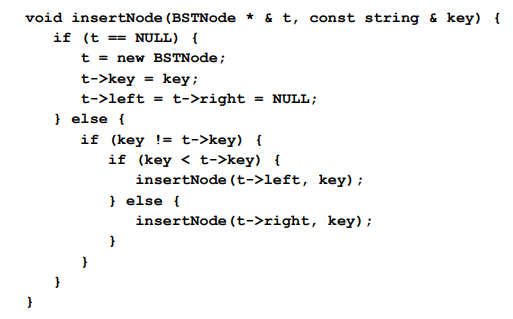 void insertNode(BSTNode * & t, const string & key) {
if (t == NULL) {
t = new BSTNode;
t->key = key;
t->left = t->right = NULL;
} else {
if (key != t->key) {
if (key < t->key) {
insertNode(t->left, key);
} else {
insertNode(t->right, key);
}
}
}
}